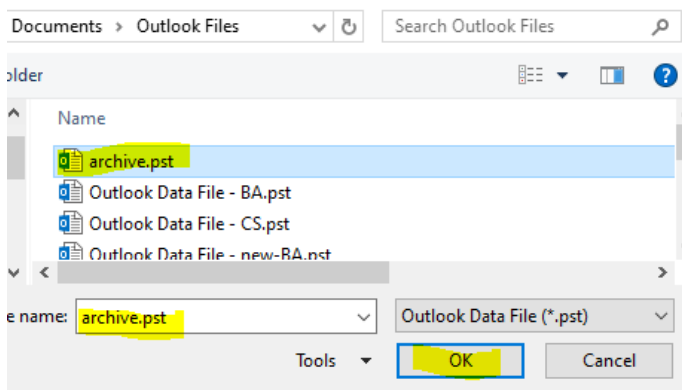 Documents > Outlook Files Search Outlook Files
older ?
Name
archive.pst
Outlook Data File - BA.pst
Outlook Data File - CS.pst
Outlook Data File - new-BA.pst
e name: archive.pst Outlook Data File (*.pst)
Tools OK Cancel